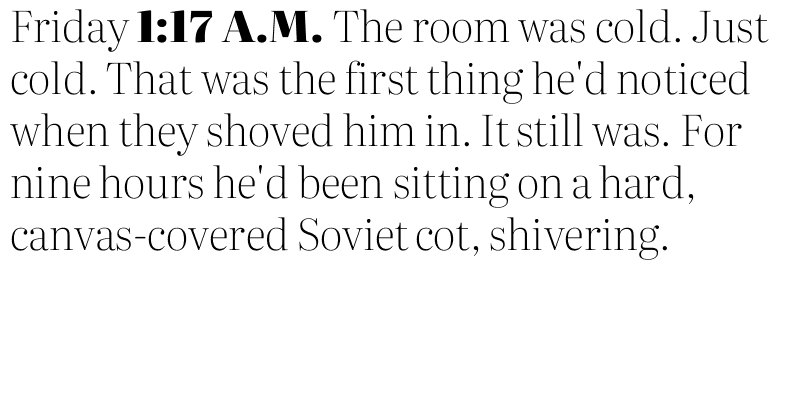 Friday 1:17 A.M. The room was cold. Just
cold. That was the first thing he'd noticed
when they shoved him in. It still was. For
nine hours he'd been sitting on a hard,
canvas-covered Soviet cot, shivering.